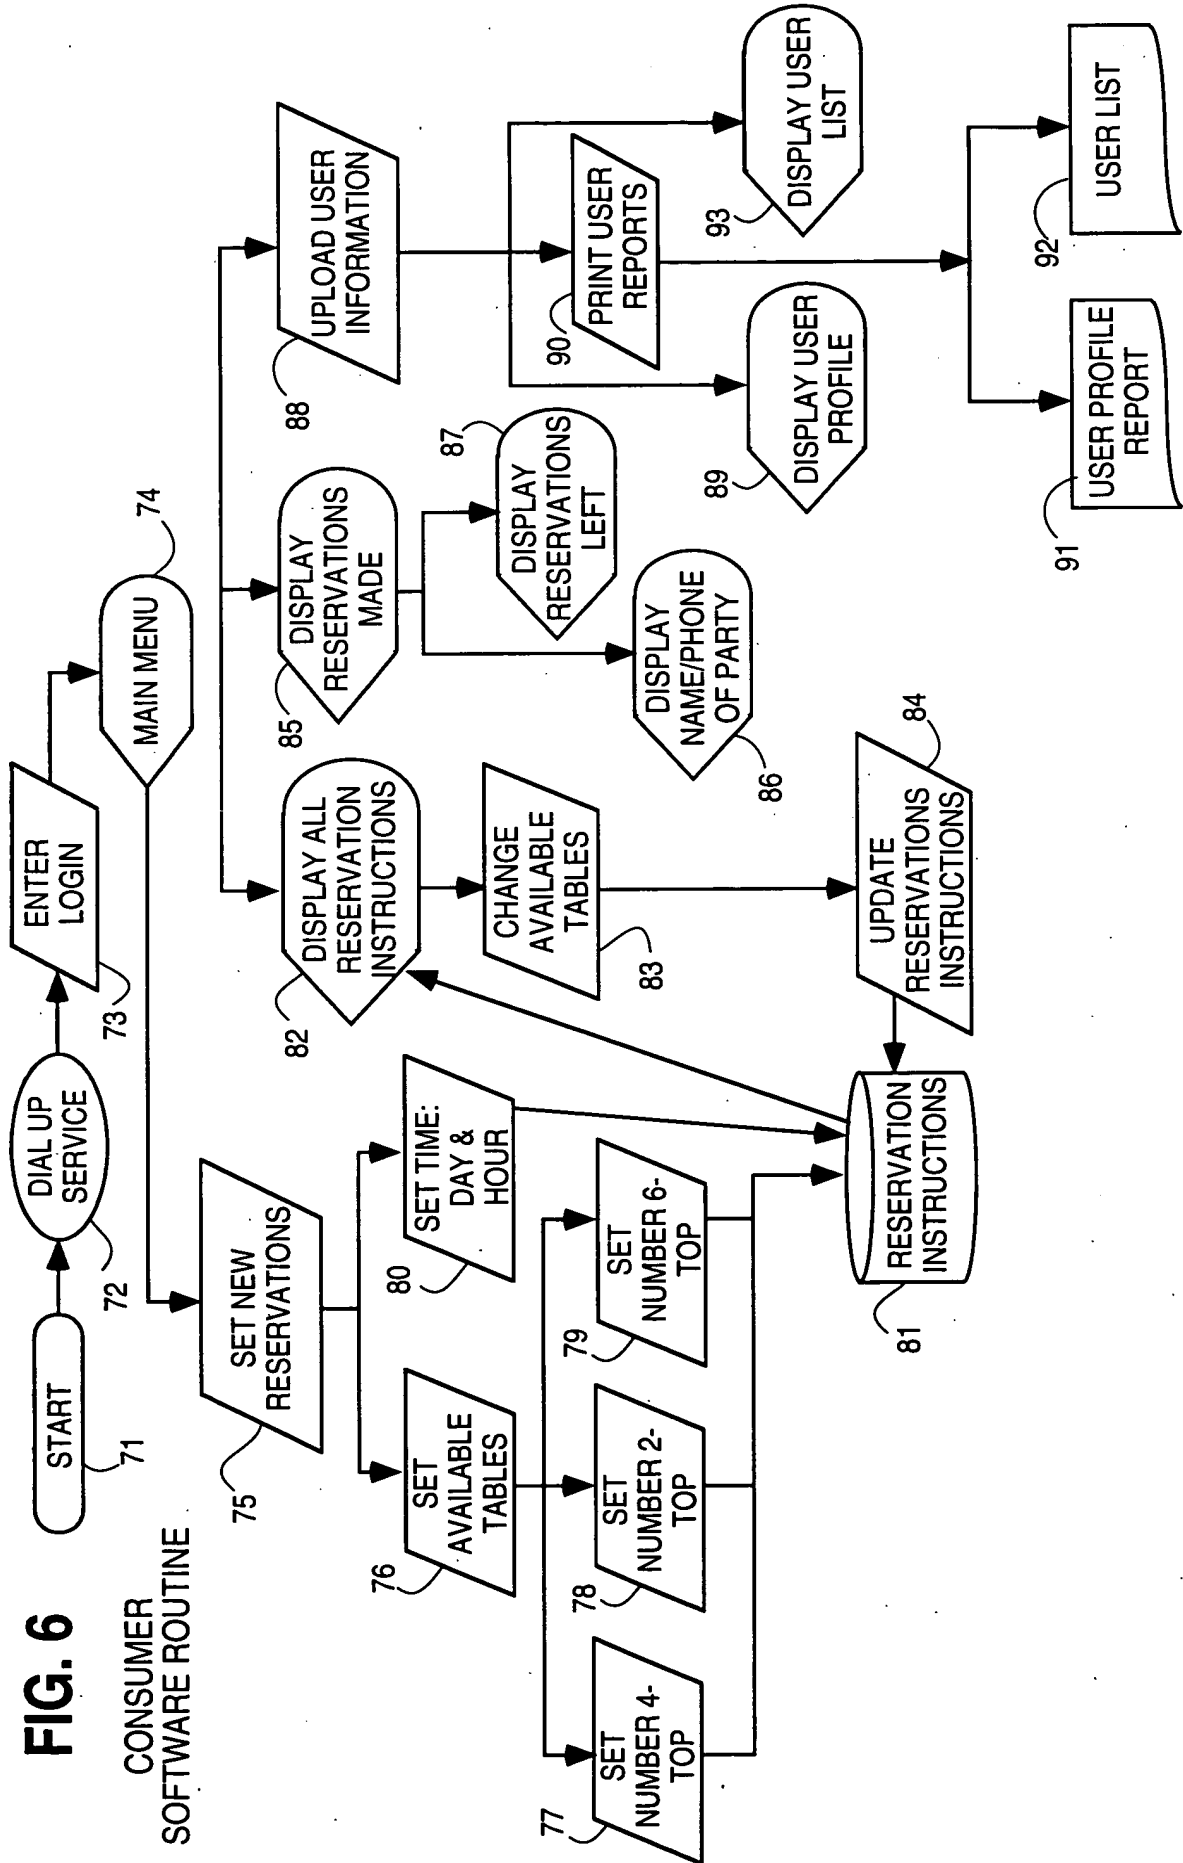 FIG. 6
CONSUMER
SOFTWARE ROUTINE
START
71
DIAL UP
SERVICE
72
ENTER
LOGIN
73
MAIN MENU
74
SET NEW
RESERVATIONS
75
SET
AVAILABLE
TABLES
76
SET
NUMBER 4-
TOP
77
SET
NUMBER 2-
TOP
78
SET
NUMBER 6-
TOP
79
SET TIME:
DAY &
HOUR
80
RESERVATION
INSTRUCTIONS
81
DISPLAY ALL
RESERVATION
INSTRUCTIONS
82
CHANGE
AVAILABLE
TABLES
83
UPDATE
RESERVATIONS
INSTRUCTIONS
84
DISPLAY
RESERVATIONS
MADE
85
DISPLAY
NAME/PHONE
OF PARTY
86
DISPLAY
RESERVATIONS
LEFT
87
UPLOAD USER
INFORMATION
88
DISPLAY USER
PROFILE
89
PRINT USER
REPORTS
90
USER PROFILE
REPORT
91
USER LIST
92
DISPLAY USER
LIST
93